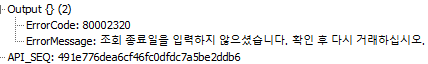 Output {} (2)
ErrorCode: 80002320
ErrorMessage: 조회 종료일을 입력하지 않으셨습니다. 확인 후 다시 거래하십시오.
API_SEQ: 491e776dea6cf46fc0dfdc7a5be2ddb6